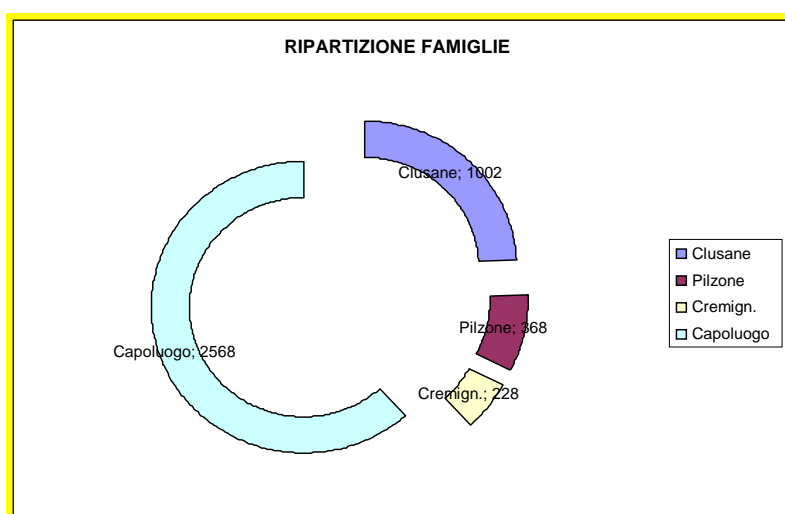 RIPARTIZIONE FAMIGLIE
Clusane; 1002
Pilzone; 368
Cremign.; 228
Capoluogo; 2568
Clusane
Pilzone
Cremign.
Capoluogo